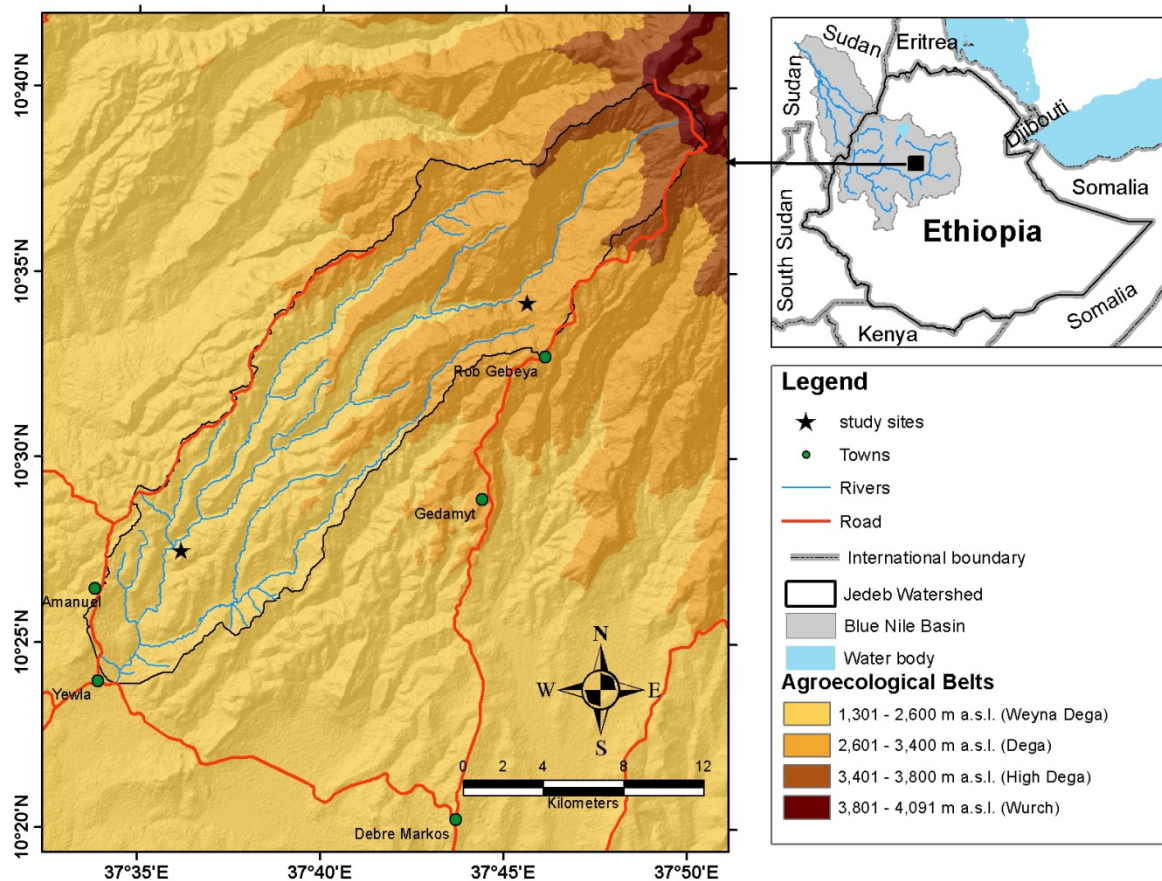 10°40'N
10°35'N
10°30'N
10°25'N
10°20'N
37°35'E
37°40'E
37°45'E
37°50'E
Rob Gebeya
Gedamyt
Amanuel
Yewla
Debre Markos
N
W E
S
0 2 4 8 12
Kilometers
Sudan
Eritrea
Sudan
Djibouti
Somalia
South Sudan
Ethiopia
Somalia
Kenya
Legend
study sites
Towns
Rivers
Road
International boundary
Jedeb Watershed
Blue Nile Basin
Water body
Agroecological Belts
1,301 - 2,600 m a.s.l. (Weyna Dega)
2,601 - 3,400 m a.s.l. (Dega)
3,401 - 3,800 m a.s.l. (High Dega)
3,801 - 4,091 m a.s.l. (Wurch)